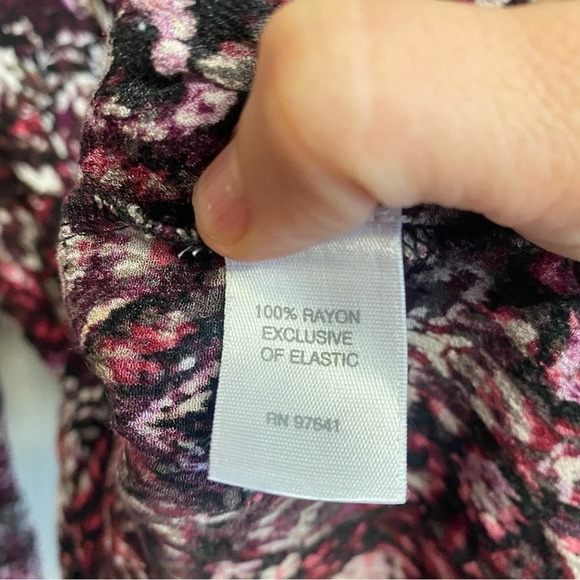 100% RAYON
EXCLUSIVE
OF ELASTIC
RN 97641